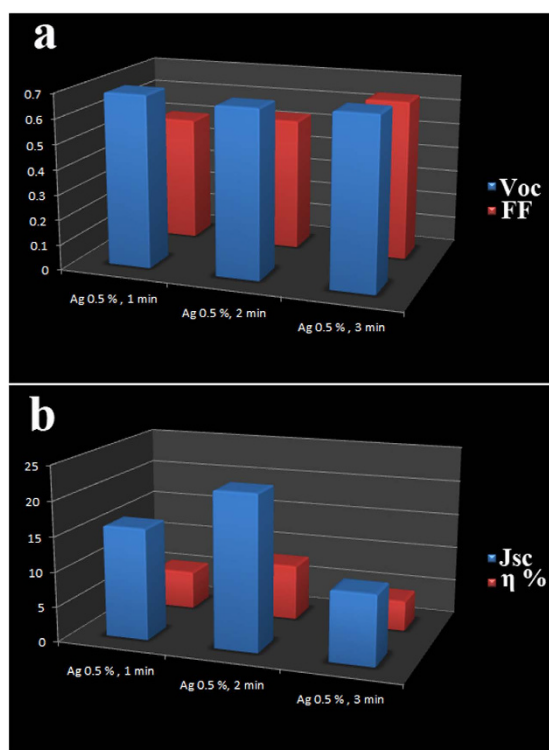 a
0.7
0.6
0.5
0.4
0.3
0.2
0.1
0
Ag 0.5 % , 1 min
Ag 0.5 %, 2 min
Ag 0.5 %, 3 min
Voc
FF
b
25
20
15
10
5
0
Ag 0.5 % , 1 min
Ag 0.5 %, 2 min
Ag 0.5 % , 3 min
Jsc
η %